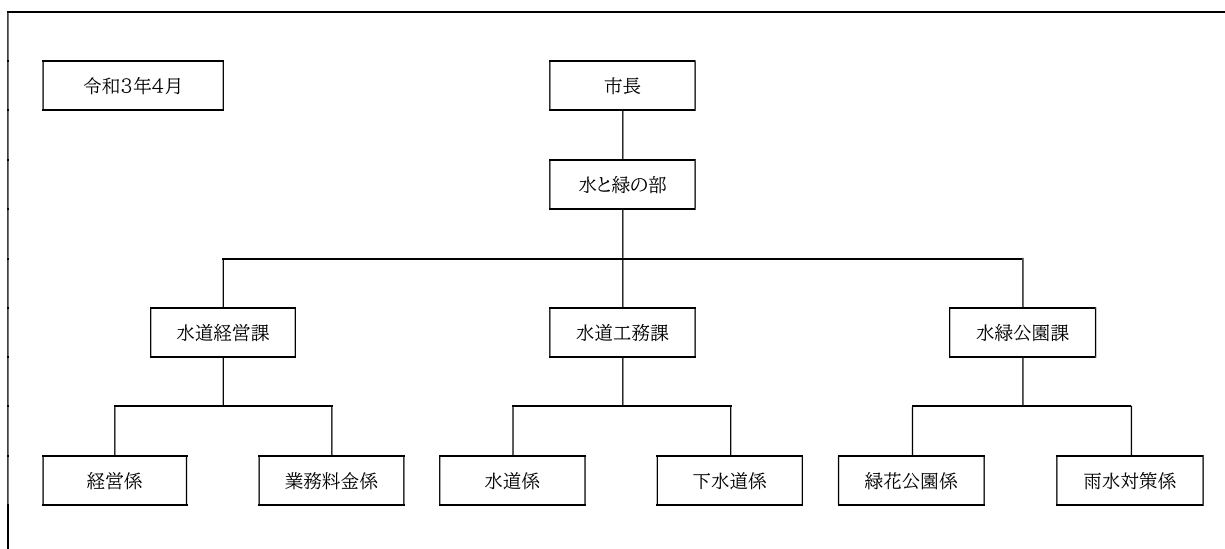 令和3年4月
市長
水と緑の部
水道経営課
水道工務課
水緑公園課
経営係
業務料金係
水道係
下水道係
緑花公園係
雨水対策係